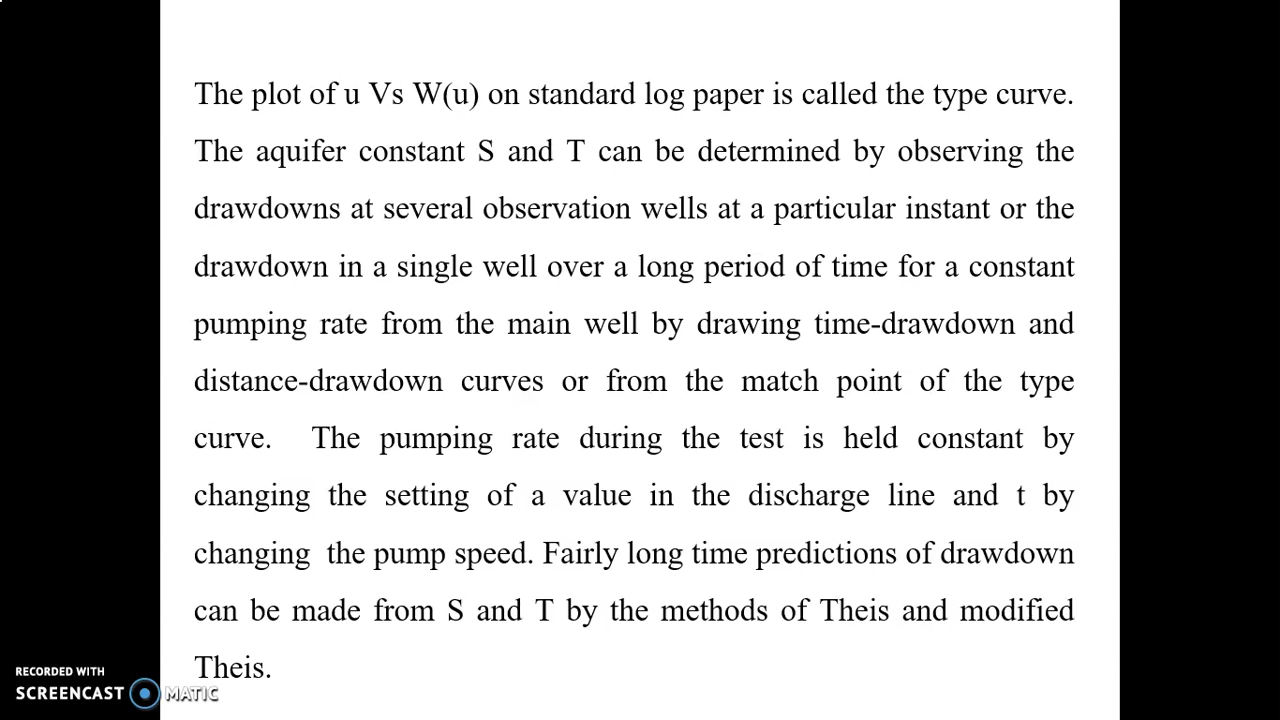 The plot of u Vs W(u) on standard log paper is called the type curve.
The aquifer constant S and T can be determined by observing the
drawdowns at several observation wells at a particular instant or the
drawdown in a single well over a long period of time for a constant
pumping rate from the main well by drawing time-drawdown and
distance-drawdown curves or from the match point of the type
curve. The pumping rate during the test is held constant by
changing the setting of a value in the discharge line and t by
changing the pump speed. Fairly long time predictions of drawdown
can be made from S and T by the methods of Theis and modified
Theis.
RECORDED WITH
SCREENCAST MATIC